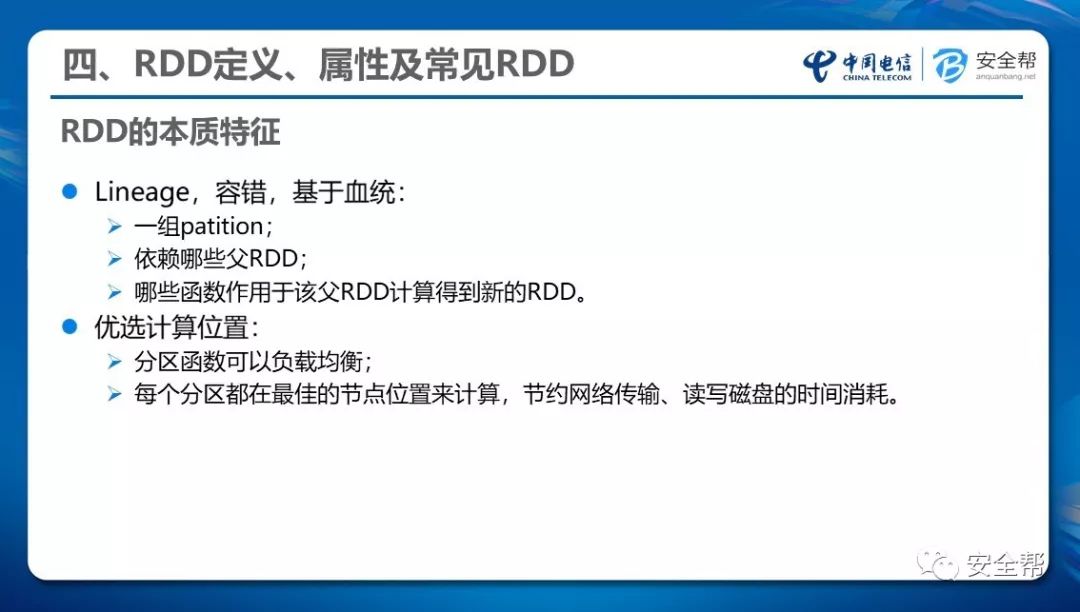 四、RDD定义、属性及常见RDD
中国电信
CHINA TELECOM
安全帮
anquanbang.net
RDD的本质特征
Lineage，容错，基于血统：
一组patition；
依赖哪些父RDD；
哪些函数作用于该父RDD计算得到新的RDD。
优选计算位置：
分区函数可以负载均衡；
每个分区都在最佳的节点位置来计算，节约网络传输、读写磁盘的时间消耗。
安全帮